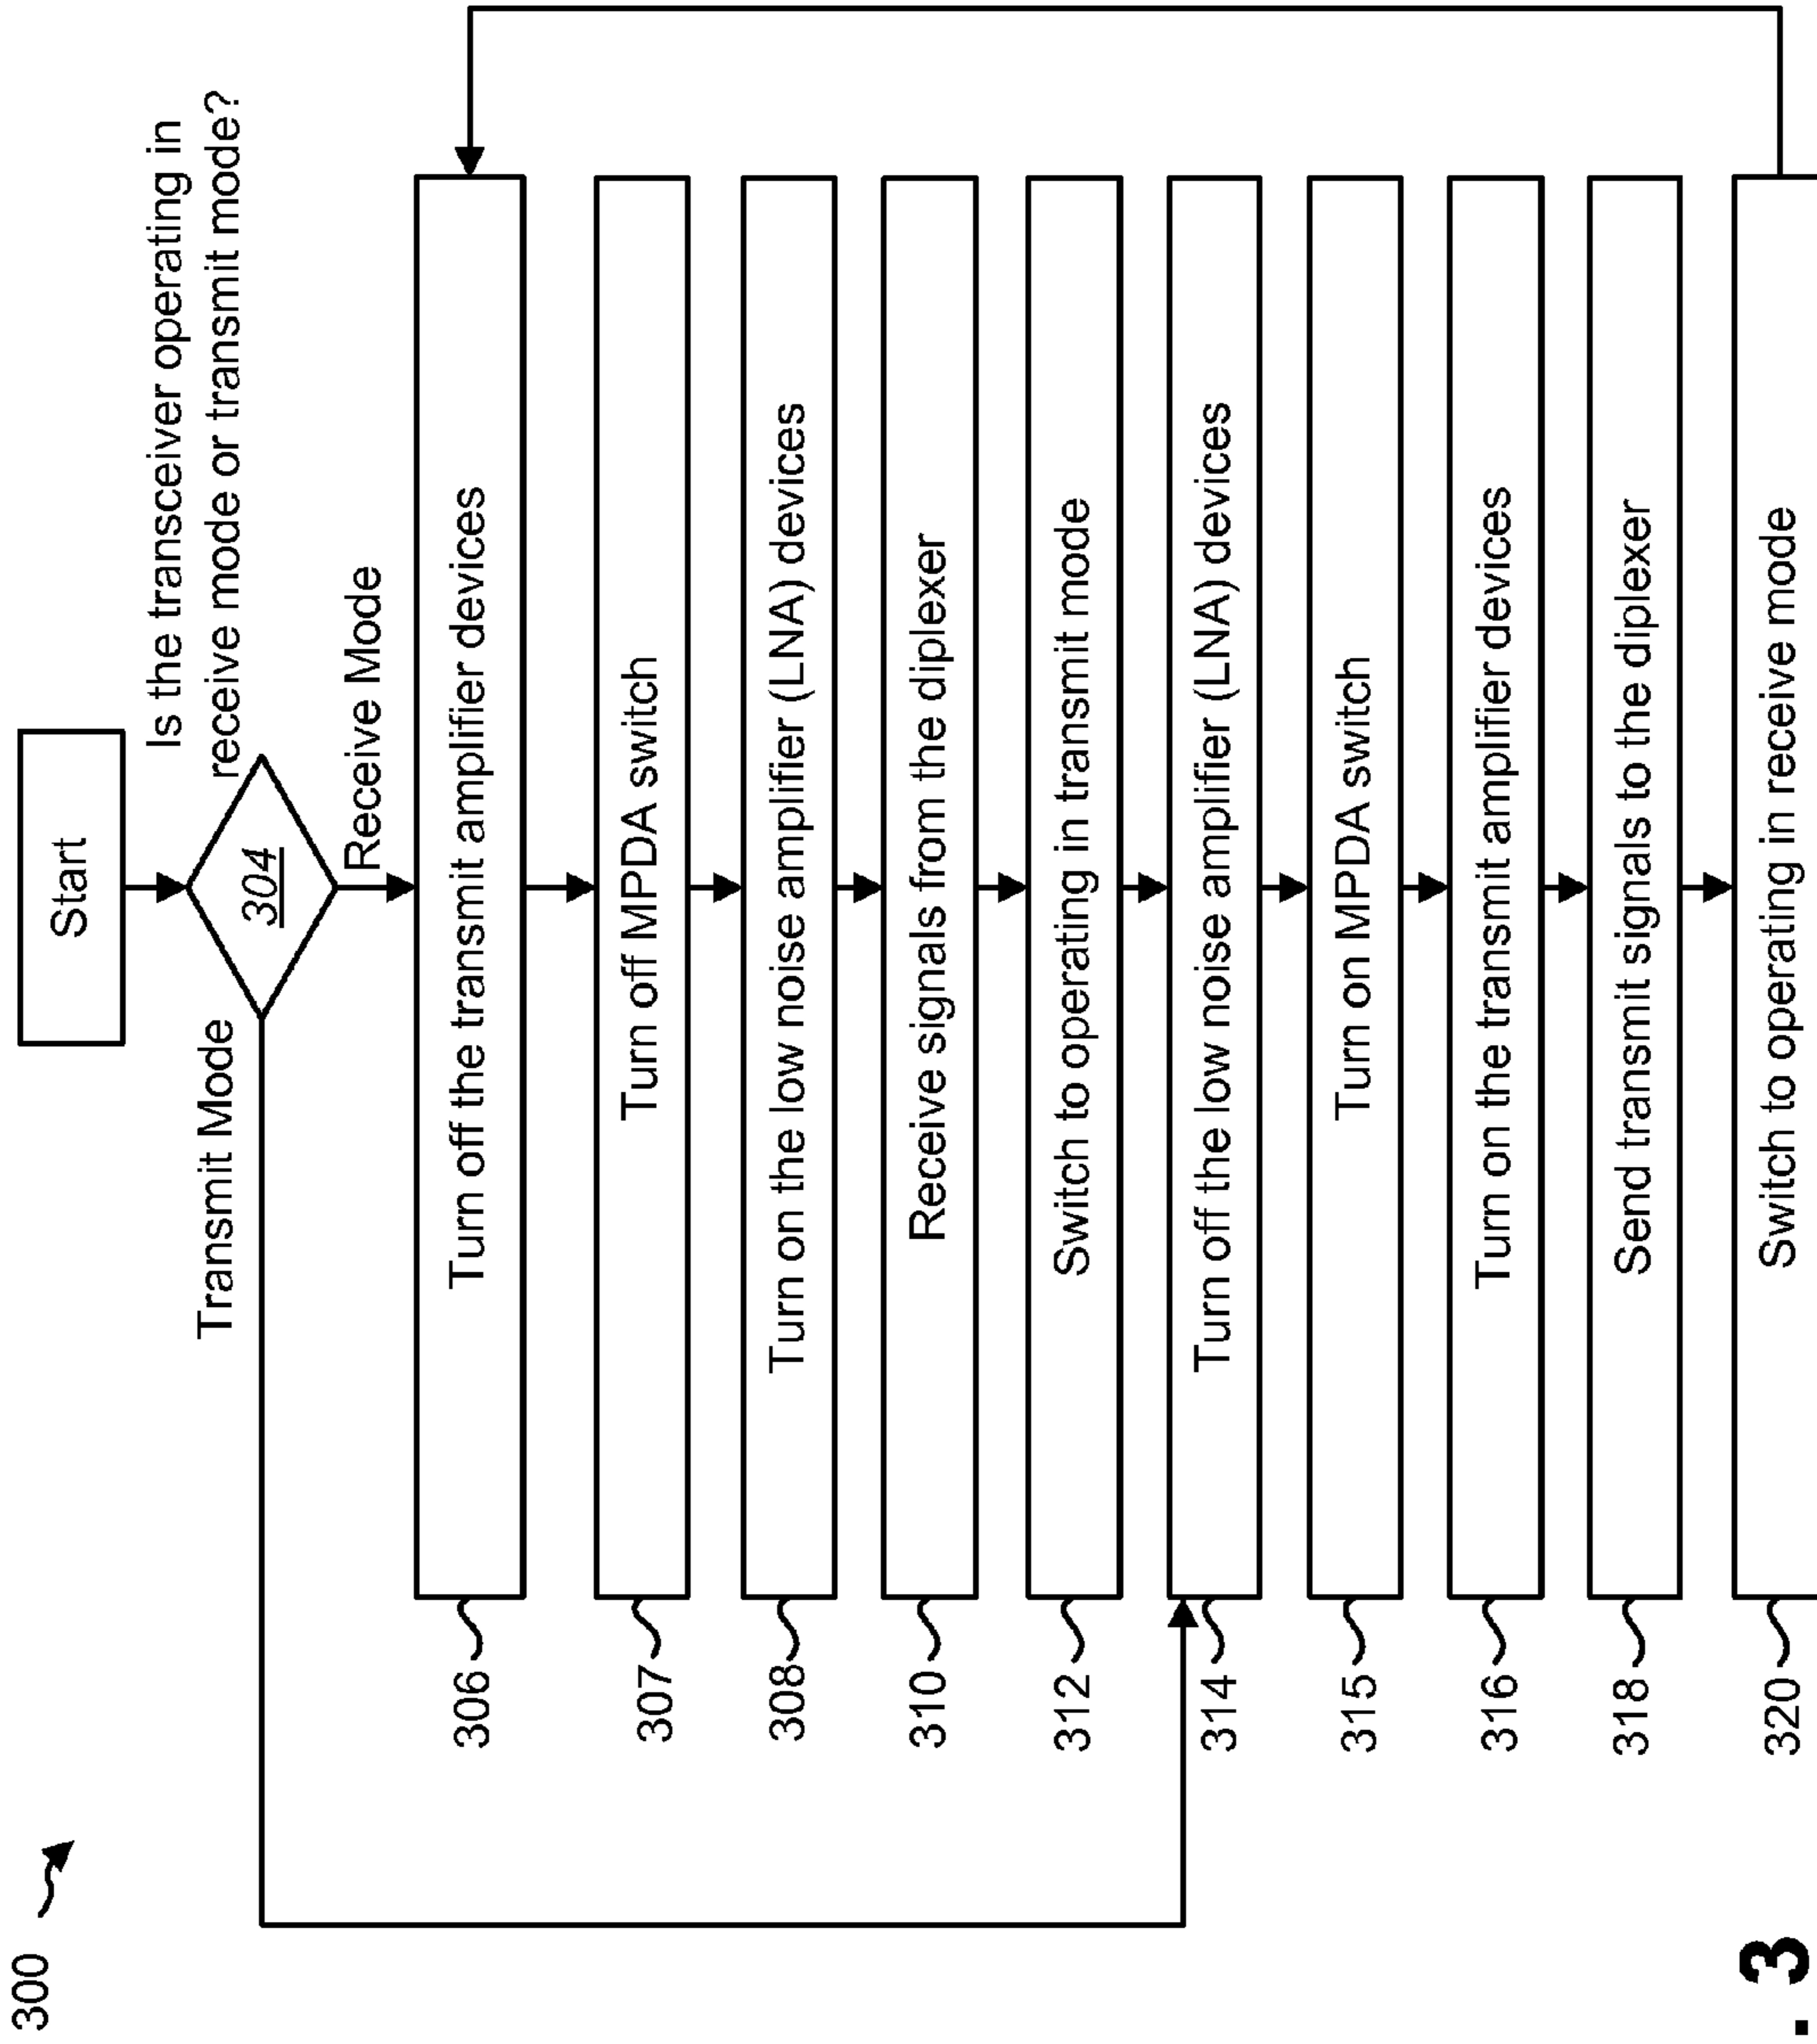 300
Start
Is the transceiver operating in
receive mode or transmit mode?
304
Transmit Mode
Receive Mode
306
Turn off the transmit amplifier devices
307
Turn off MPDA switch
308
Turn on the low noise amplifier (LNA) devices
310
Receive signals from the diplexer
312
Switch to operating in transmit mode
314
Turn off the low noise amplifier (LNA) devices
315
Turn on MPDA switch
316
Turn on the transmit amplifier devices
318
Send transmit signals to the diplexer
320
Switch to operating in receive mode
. 3